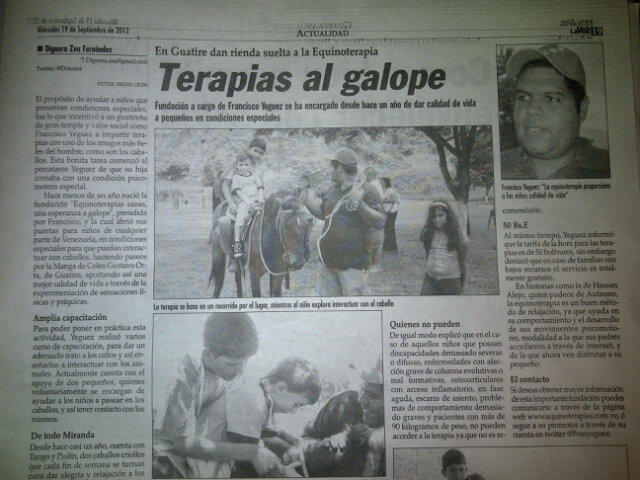 Miércoles 19 de Septiembre de 2012
ACTUALIDAD
La Voz 19
■ Dignora Zoa Fernández
Dignora.zoa@gmail.com
Twitter: @Dinozoa
FOTOS
En Guatire dan rienda suelta a la Equinoterapia
Terapias al galope
Fundación a cargo de Francisco Yeguez se ha encargado desde hace un año de dar calidad de vida
a pequeños en condiciones especiales
El propósito de ayudar a niños que
presentan condiciones especiales,
fue lo que incentivó a un guatireño
de gran temple y valor social como
Francisco Yeguez a impartir terapias
con uno de los amigos más fieles
del hombre, como son los caballos.
Esta bonita tarea comenzó al
percatarse Yeguez de que su hija
contaba con una condición psicomotora
especial.
Hace menos de un año nació la
fundación "Equinoterapias sanas,
una esperanza a galope", presidida
por Francisco, y la cual abrió sus
puertas para niños de cualquier
parte de Venezuela, en condiciones
especiales para que puedan interactuar
con caballos, haciendo paseos
por la Manga de Coleo Gustavo Orta,
de Guatire, aportando así una
mejor calidad de vida a través de la
experimentación de sensaciones físicas
y psíquicas.
Amplia capacitación
Para poder poner en práctica esta
actividad, Yeguez realizó varios
curso de capacitación, para dar un
adecuado trato a los niños y así enseñarlos
a interactuar con los animales.
Actualmente cuenta con el
apoyo de dos pequeños, quienes
voluntariamente se encargan de
ayudar a los niños a pasear en los
caballos, y así tener contacto con los
mismos.
De todo Miranda
Desde hace casi un año, cuenta con
Tango y Piolín, dos caballos criollos
que cada fin de semana se turnan
para dar alegría y relajación a los
La terapia se basa en un recorrido por el lugar, mientras el niño explora interactuar con el caballo
Quienes no pueden
De igual modo explicó que en el caso
de aquellos niños que posean
discapacidades demasiado severas
o difusas, enfermedades con afección
grave de columna evolutivas o
mal formativas, osteoarticulares
con acceso inflamatorio, en fase
aguda, escaras de asiento, problemas
de comportamiento demasiado
graves y pacientes con más de
90 kilogramos de peso, no pueden
acceder a la terapia ya que no es re-
Francisco Yeguez: "La equinoterapia proporciona
a los niños calidad de vida"
comendable.
50 Bs.F.
Al mismo tiempo, Yeguez informó
que la tarifa de la hora para las terapias
es de 50 bolívares, sin embargo
destacó que en caso de familias con
bajos recursos el servicio es totalmente
gratuito.
En historias como la de Hassan
Alejo, quien padece de Autismo, la
equinoterapia es un buen método
de relajación, ya que ayuda en
su comportamiento y el desarrollo
de sus movimientos psicomotores,
modalidad a la que sus padres
accedieron a través de internet, y
de la que ahora ven disfrutar a su
pequeño.
El contacto
Si deseas obtener mayor información
de esta importante fundación puedes
comunicarte a través de la página
web www.equinoterapias.com.ve, ó
seguir a su promotor a través de su
cuenta en twitter @Franyeguez.